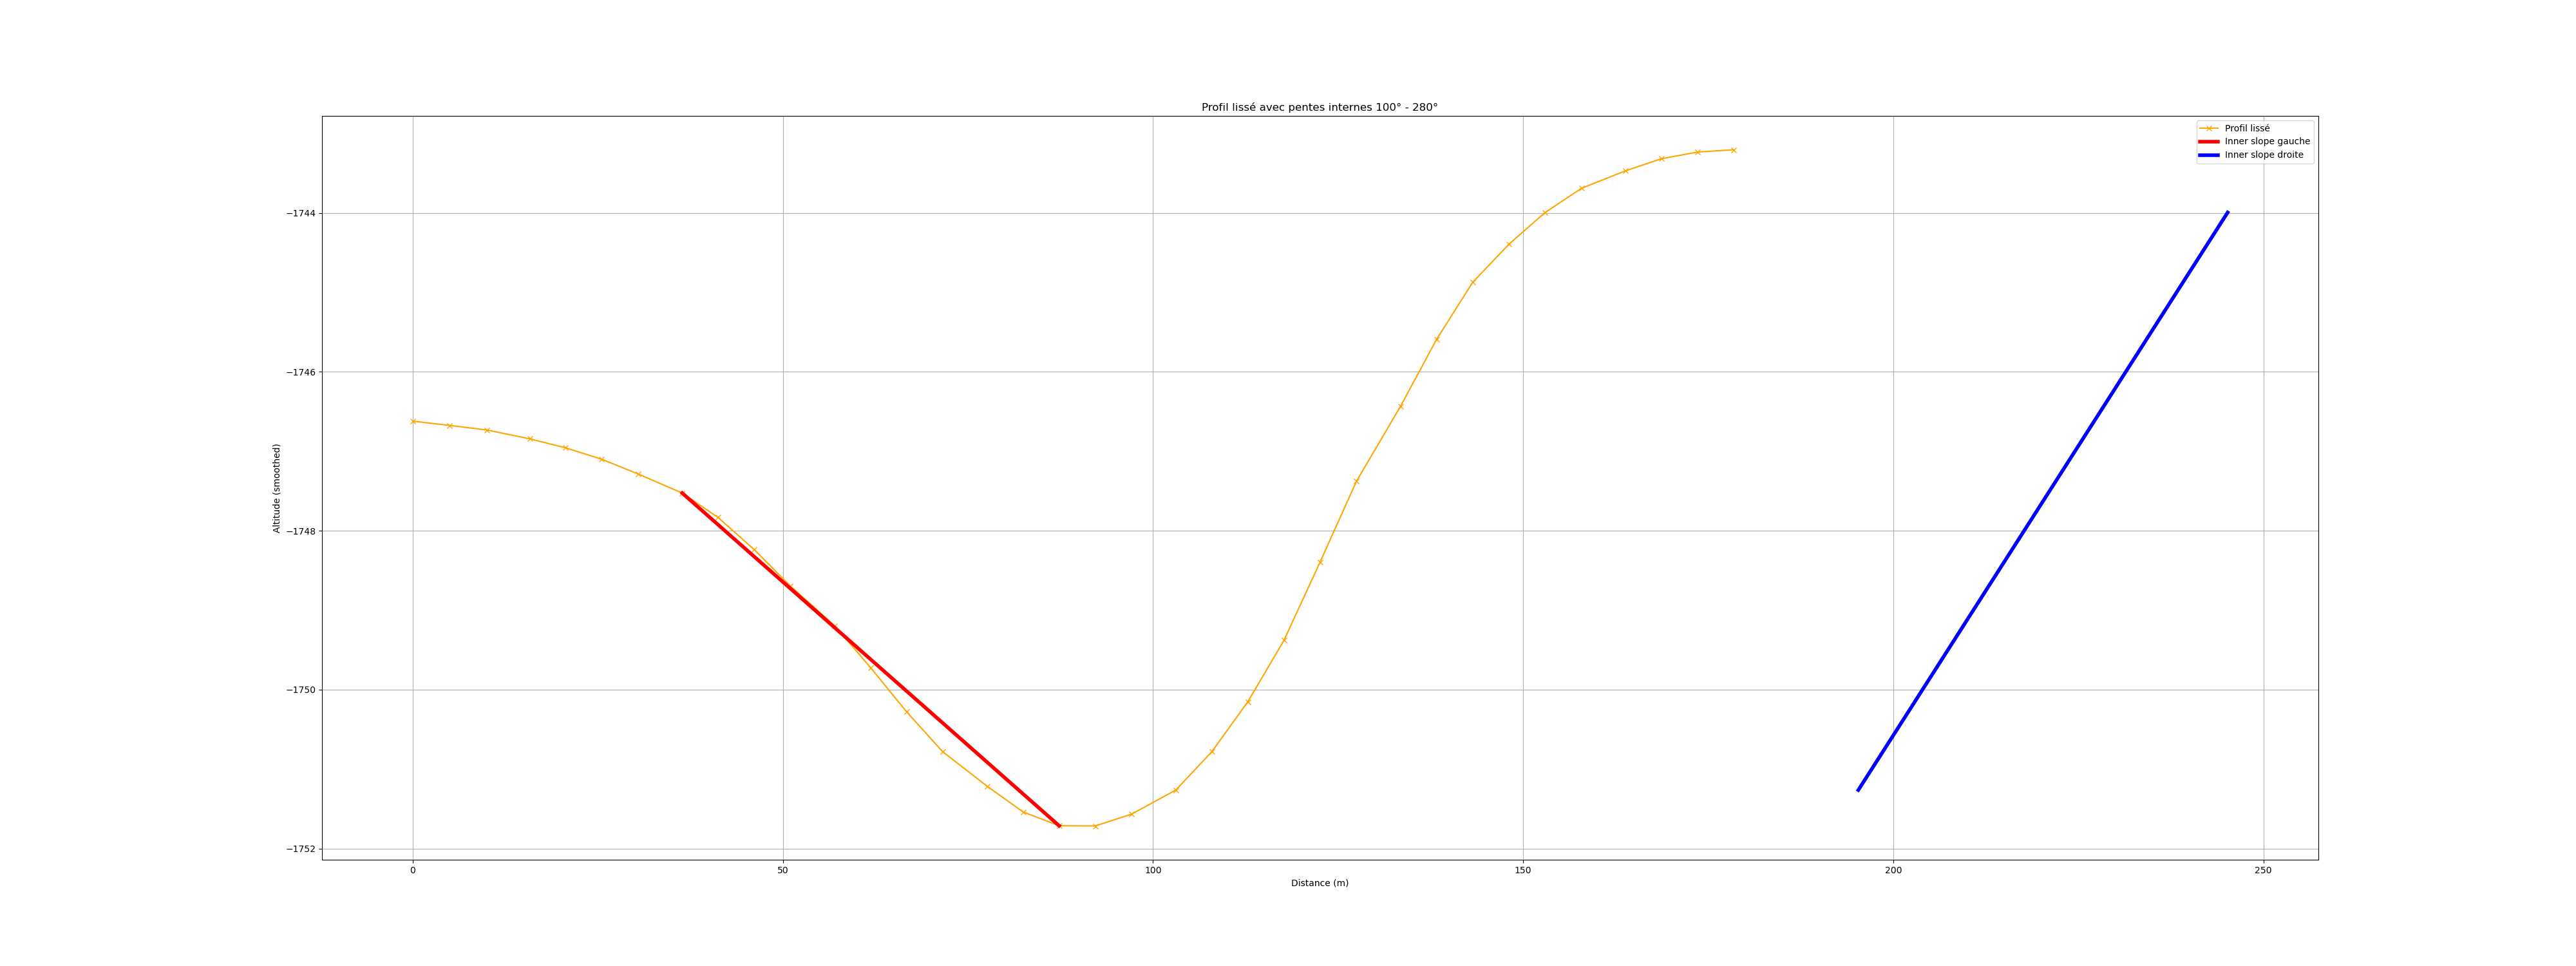 Profil lissé avec pentes internes 100° - 280°
Profil lissé
Inner slope gauche
Inner slope droite
Altitude (smoothed)
−1744
−1746
−1748
−1750
−1752
0 50 100 150 200 250
Distance (m)